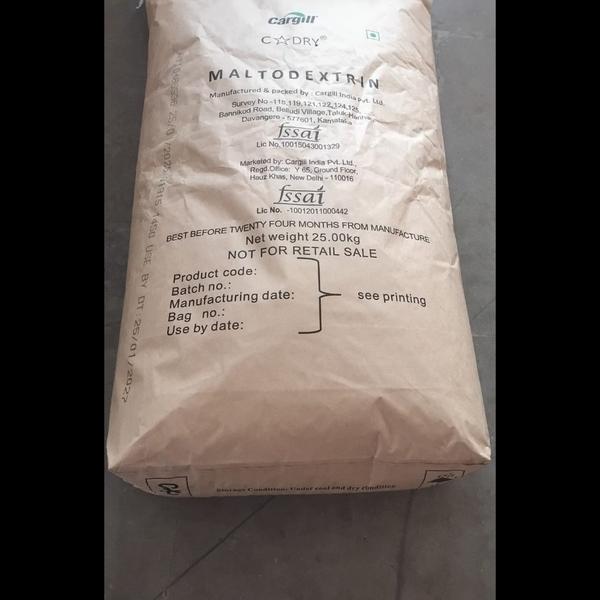 Cargill
C☆DRY®
MALTODEXTRIN
Manufactured & packed by : Cargill India Pvt. Ltd.
Survey No -118,119,121,122,124,125,
Bannikod Road, Belludi Village,Taluk-Harihar
Davangere - 577601, Karnataka
fssai
Lic No.10015043001329
Marketed by: Cargill India Pvt. Ltd.,
Regd.Office: Y 65, Ground Floor,
Hauz Khas, New Delhi - 110016
fssai
Lic No. -10012011000442
BEST BEFORE TWENTY FOUR MONTHS FROM MANUFACTURE
Net weight 25.00kg
NOT FOR RETAIL SALE
Product code:
Batch no.:
Manufacturing date:
Bag no.:
Use by date:
see printing
USE BY DT:25/01/2027
Storage Condition: Under cool and dry condition